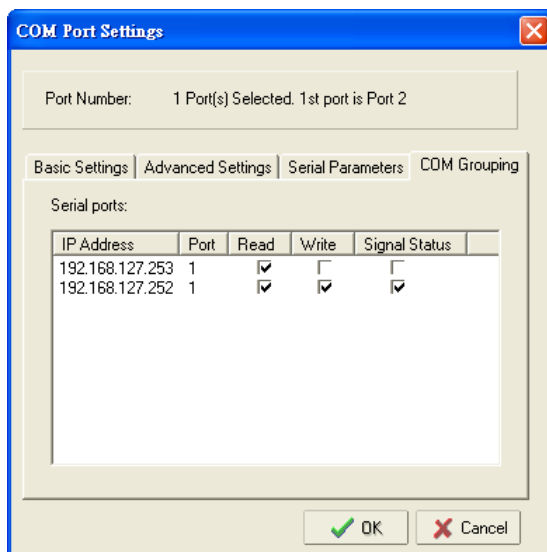 COM Port Settings
Port Number: 1 Port(s) Selected. 1st port is Port 2
Basic Settings Advanced Settings Serial Parameters COM Grouping
Serial ports:
IP Address Port Read Write Signal Status
192.168.127.253 1
192.168.127.252 1
OK Cancel